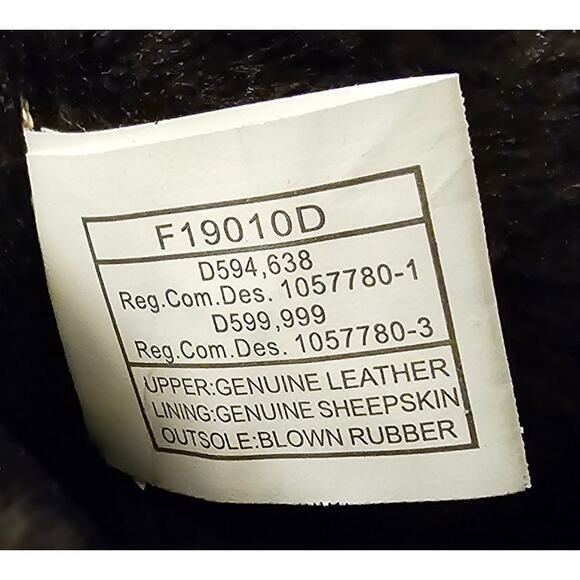 F19010D
D594,638
Reg.Com.Des. 1057780-1
D599,999
Reg.Com.Des. 1057780-3
UPPER:GENUINE LEATHER
LINING:GENUINE SHEEPSKIN
OUTSOLE:BLOWN RUBBER